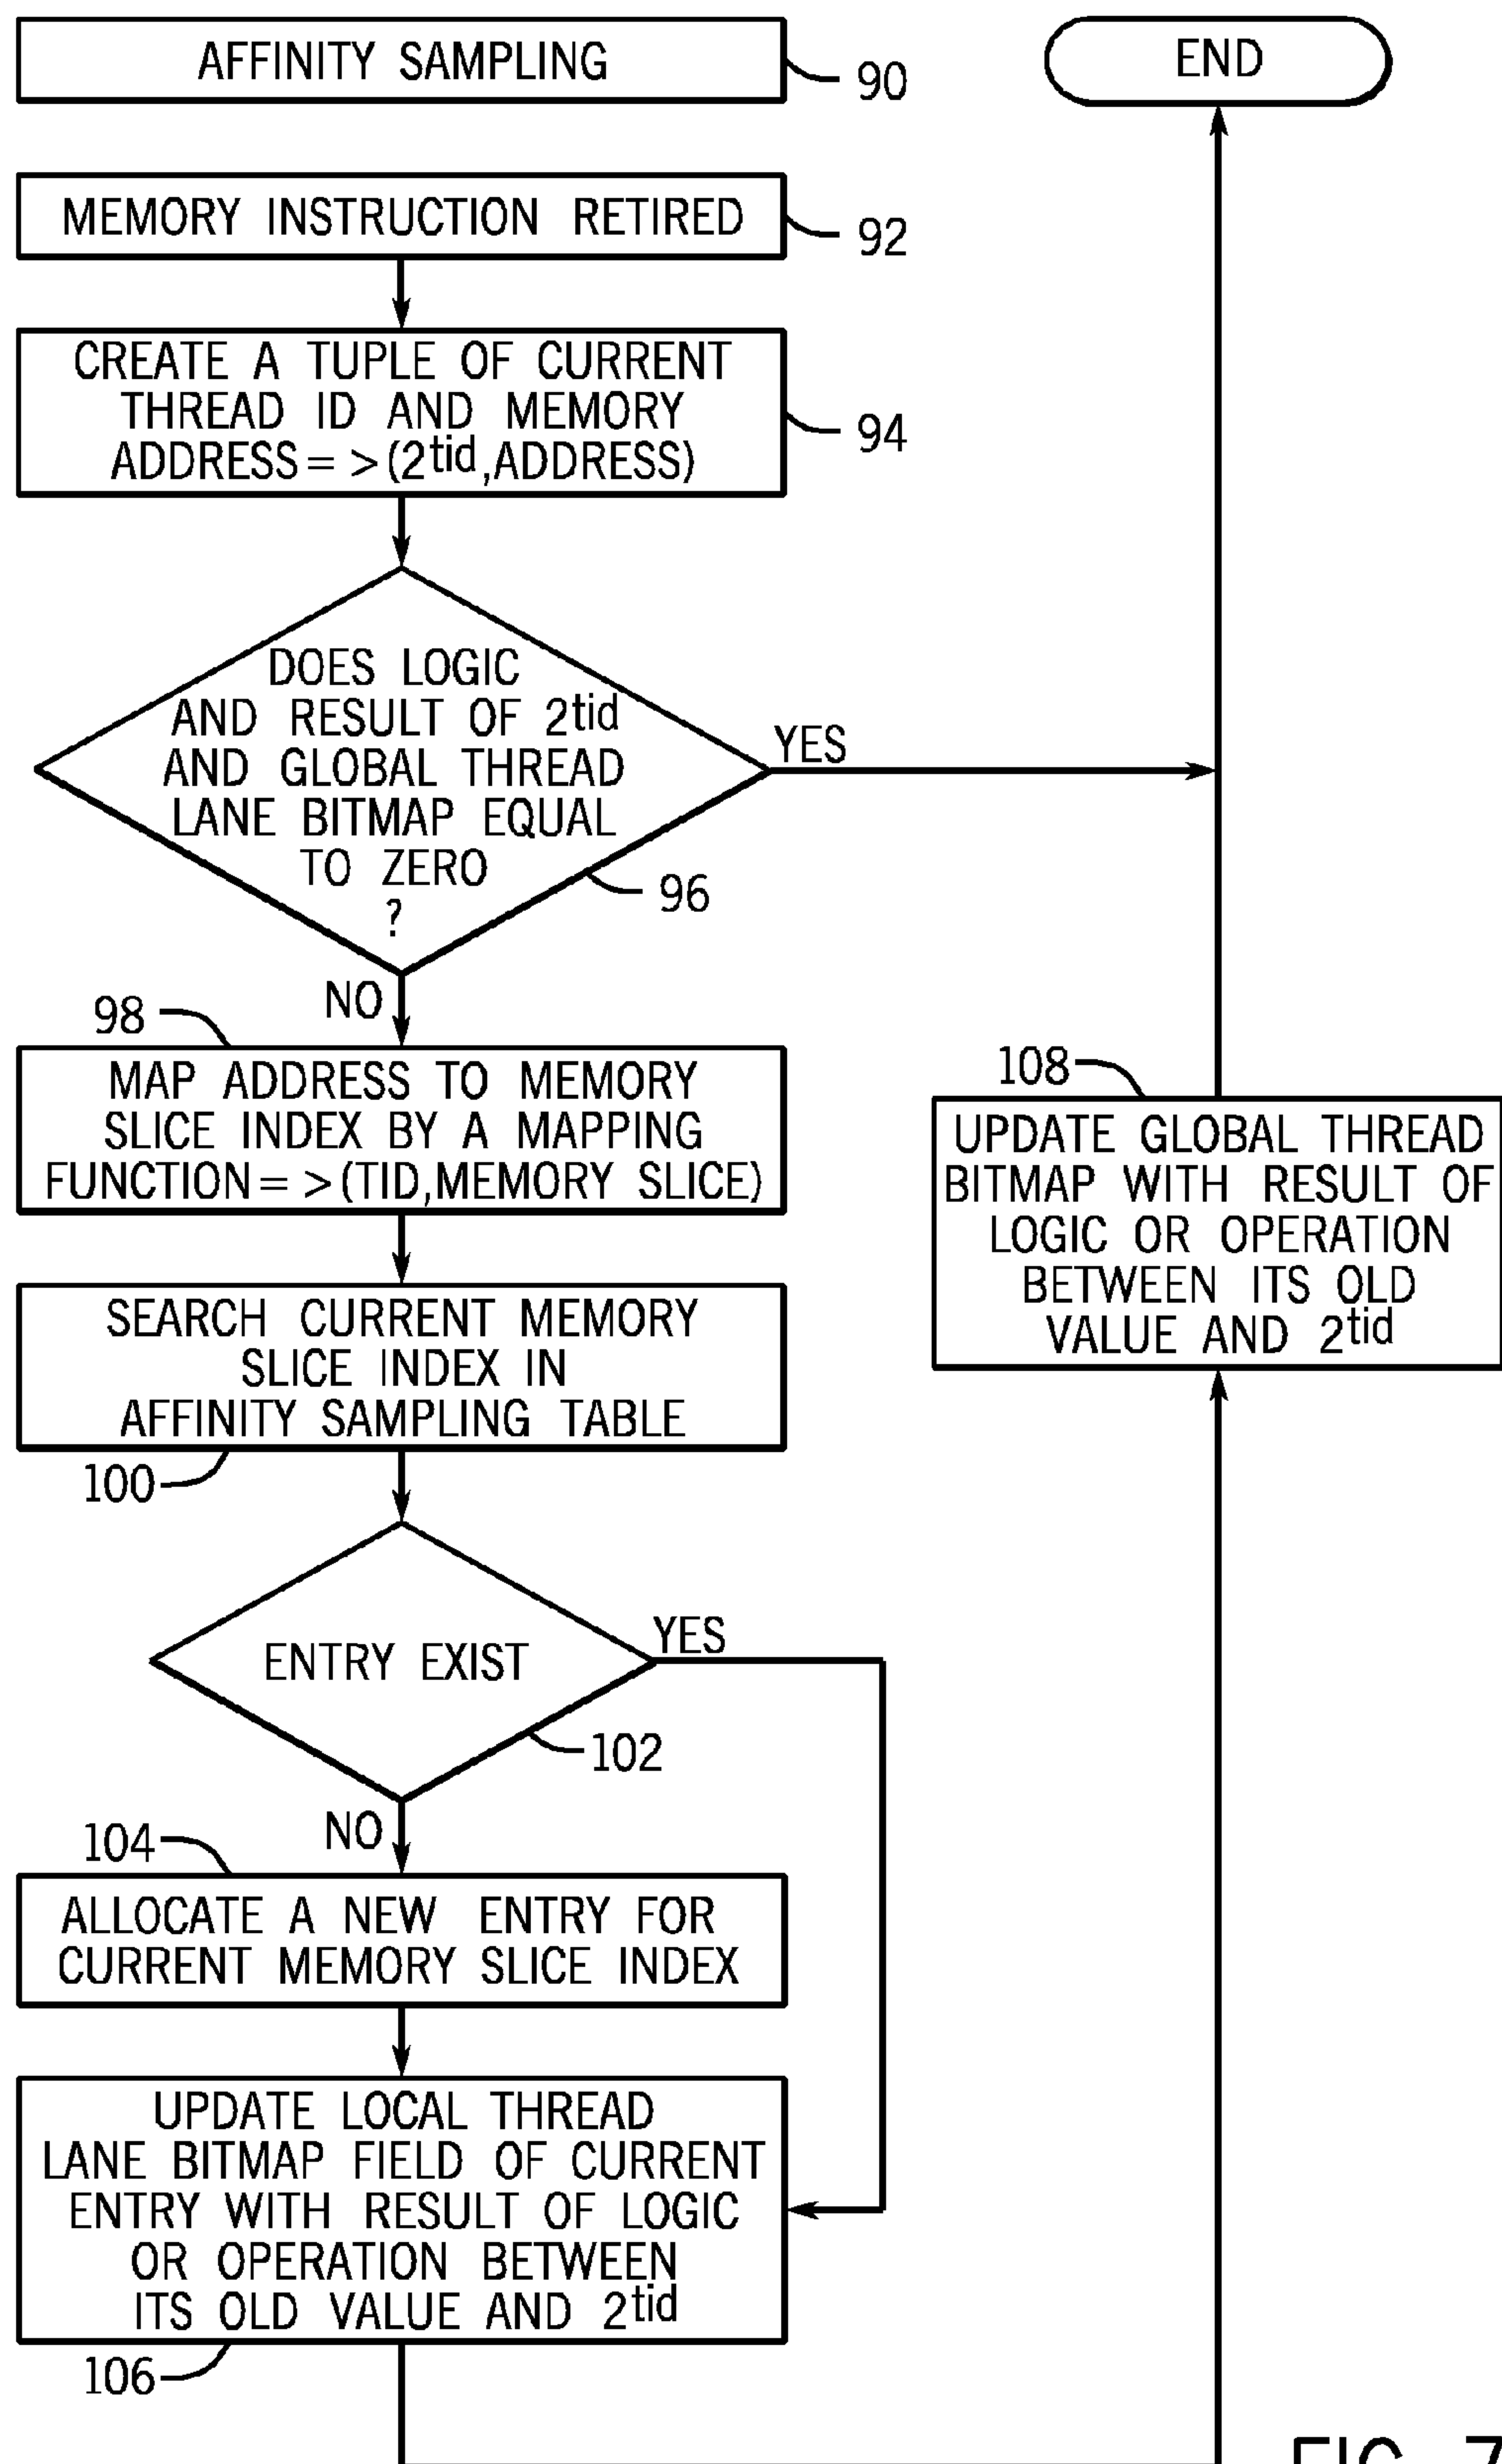 AFFINITY SAMPLING
90
END
MEMORY INSTRUCTION RETIRED
92
CREATE A TUPLE OF CURRENT
THREAD ID AND MEMORY
ADDRESS=>(2tid,ADDRESS)
94
DOES LOGIC
AND RESULT OF 2tid
AND GLOBAL THREAD
LANE BITMAP EQUAL
TO ZERO
?
YES
96
NO
98
MAP ADDRESS TO MEMORY
SLICE INDEX BY A MAPPING
FUNCTION=>(TID,MEMORY SLICE)
108
UPDATE GLOBAL THREAD
BITMAP WITH RESULT OF
LOGIC OR OPERATION
BETWEEN ITS OLD
VALUE AND 2tid
SEARCH CURRENT MEMORY
SLICE INDEX IN
AFFINITY SAMPLING TABLE
100
ENTRY EXIST
YES
102
NO
104
ALLOCATE A NEW ENTRY FOR
CURRENT MEMORY SLICE INDEX
UPDATE LOCAL THREAD
LANE BITMAP FIELD OF CURRENT
ENTRY WITH RESULT OF LOGIC
OR OPERATION BETWEEN
ITS OLD VALUE AND 2tid
106
FIG. 7